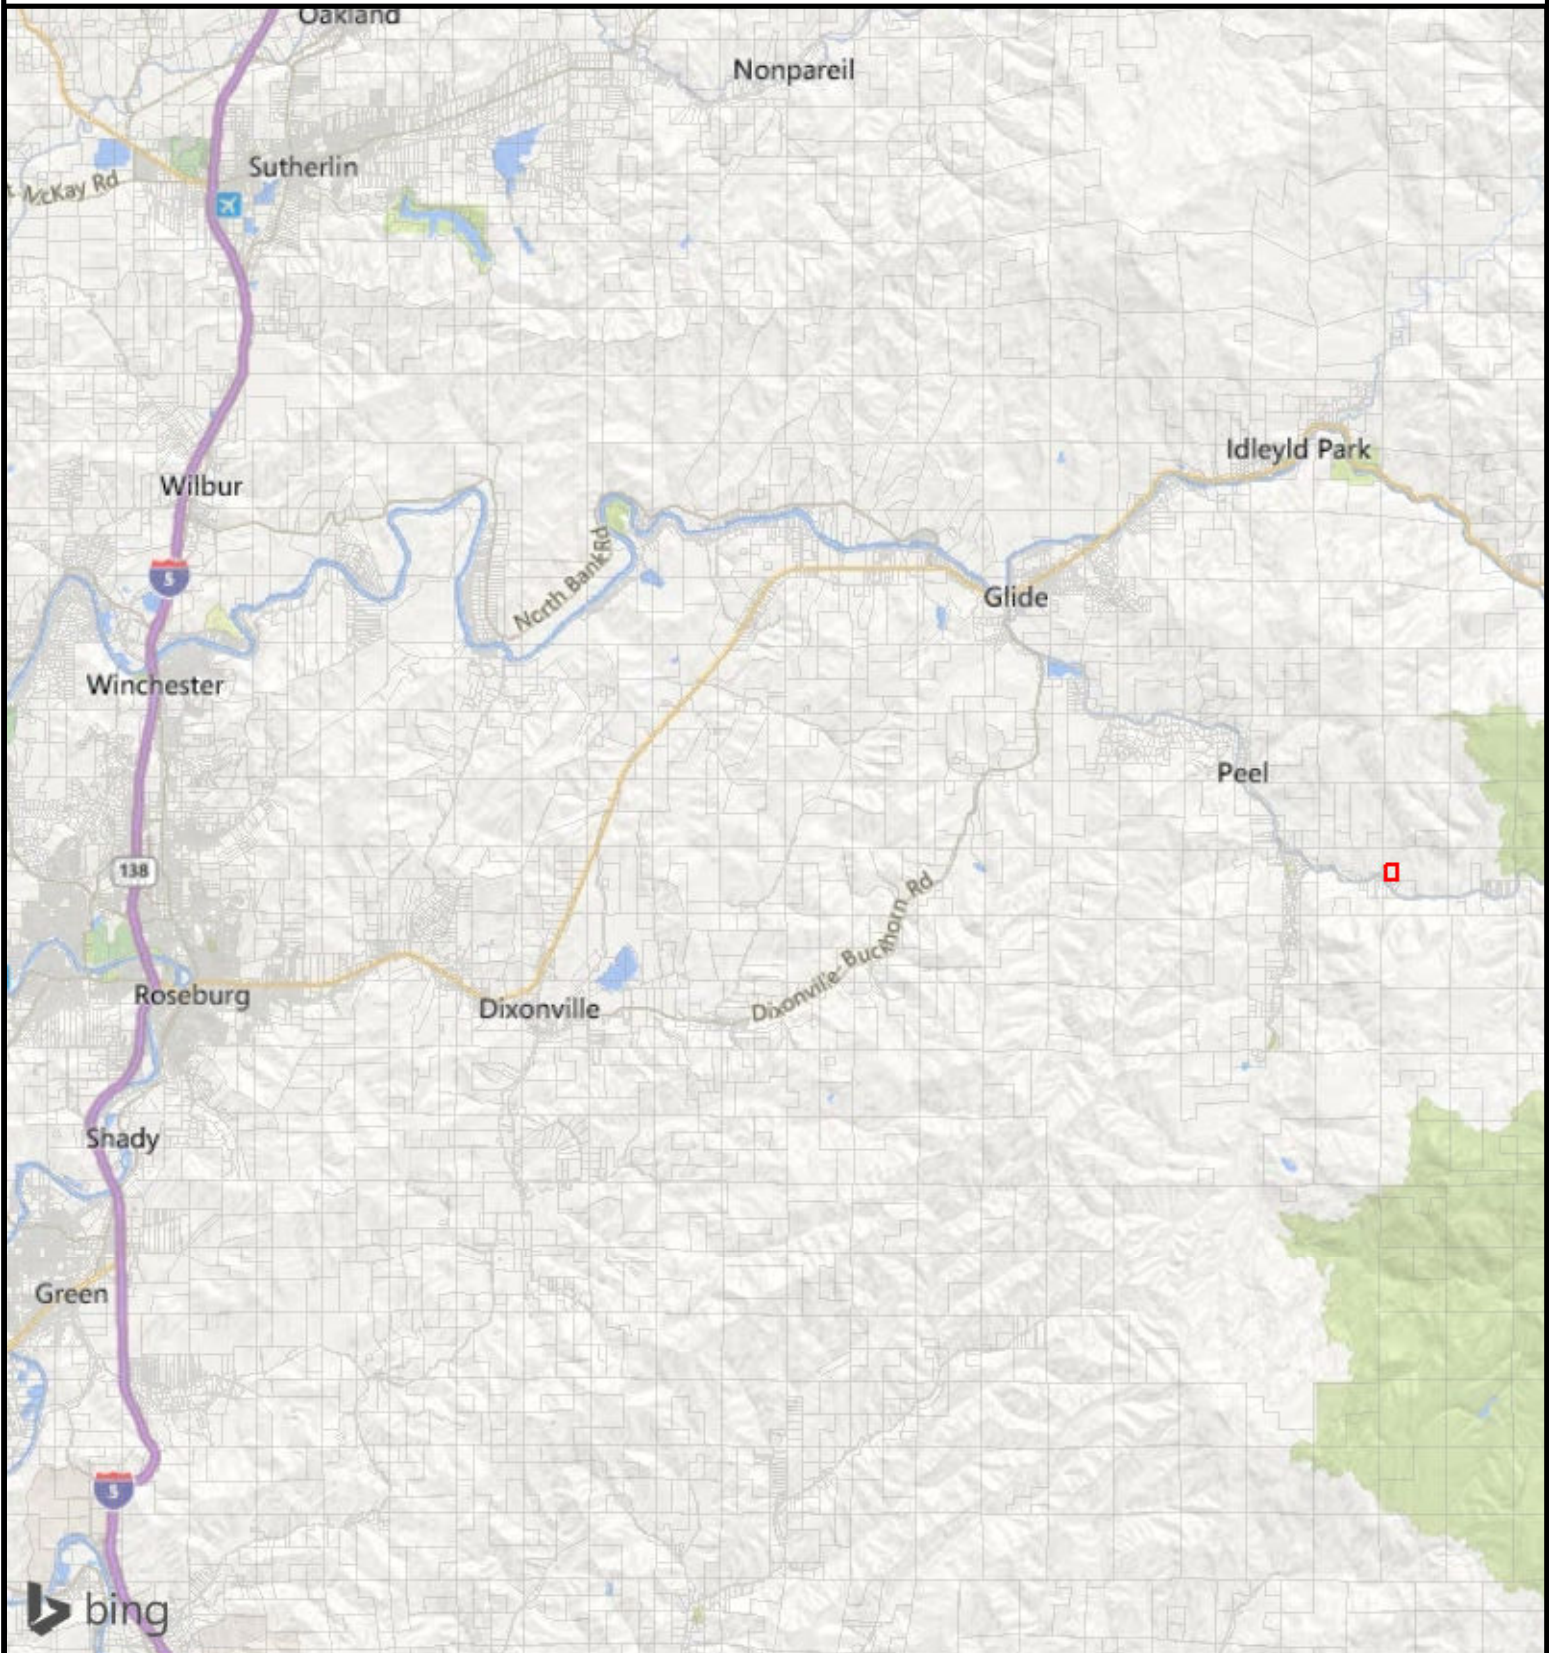 Oakland
Nonpareil
Sutherlin
McKay Rd
Idleyld Park
Wilbur
5
North Bank Rd
Glide
Winchester
Peel
138
Dixonville Buckhorn Rd
Roseburg
Dixonville
Shady
Green
5
bing